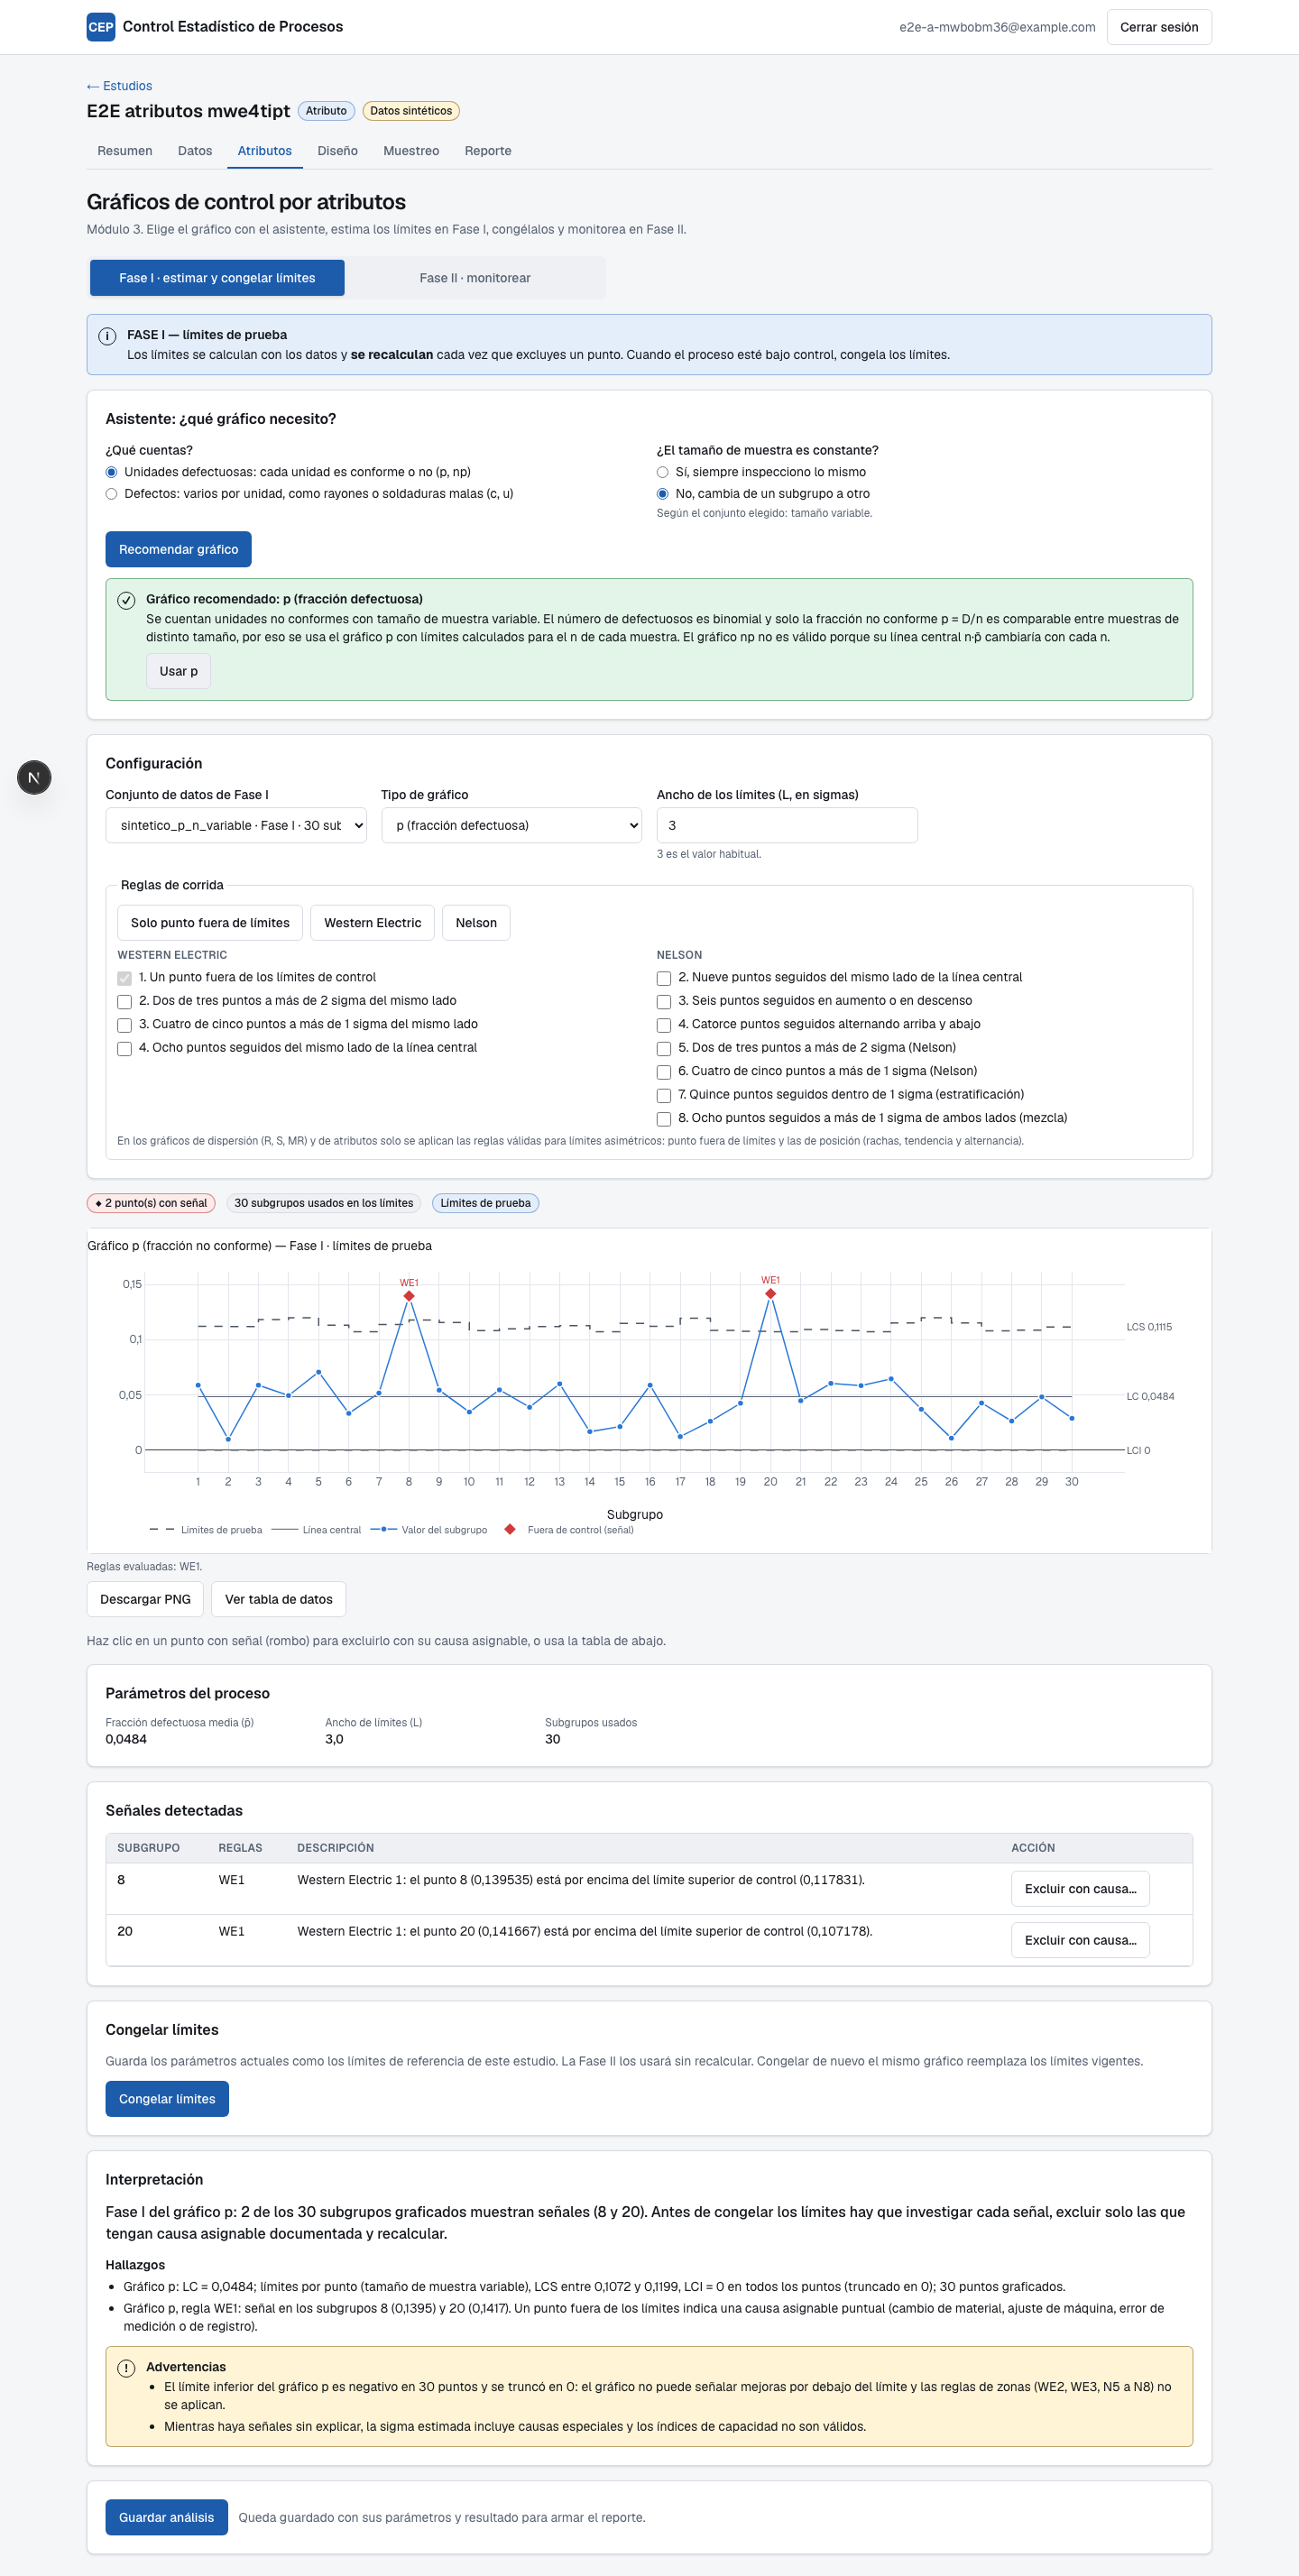 CEP Control Estadístico de Procesos
e2e-a-mwbobm36@example.com
Cerrar sesión
← Estudios
E2E atributos mwe4tipt
Atributo
Datos sintéticos
Resumen
Datos
Atributos
Diseño
Muestreo
Reporte
Gráficos de control por atributos
Módulo 3. Elige el gráfico con el asistente, estima los límites en Fase I, congélalos y monitorea en Fase II.
Fase I · estimar y congelar límites
Fase II · monitorear
FASE I — límites de prueba
Los límites se calculan con los datos y se recalculan cada vez que excluyes un punto. Cuando el proceso esté bajo control, congela los límites.
Asistente: ¿qué gráfico necesito?
¿Qué cuentas?
Unidades defectuosas: cada unidad es conforme o no (p, np)
Defectos: varios por unidad, como rayones o soldaduras malas (c, u)
¿El tamaño de muestra es constante?
Sí, siempre inspecciono lo mismo
No, cambia de un subgrupo a otro
Según el conjunto elegido: tamaño variable.
Recomendar gráfico
Gráfico recomendado: p (fracción defectuosa)
Se cuentan unidades no conformes con tamaño de muestra variable. El número de defectuosos es binomial y solo la fracción no conforme p = D/n es comparable entre muestras de
distinto tamaño, por eso se usa el gráfico p con límites calculados para el n de cada muestra. El gráfico np no es válido porque su línea central n·p̄ cambiaría con cada n.
Usar p
N
Configuración
Conjunto de datos de Fase I
sintetico_p_n_variable · Fase I · 30 sub
Tipo de gráfico
p (fracción defectuosa)
Ancho de los límites (L, en sigmas)
3
3 es el valor habitual.
Reglas de corrida
Solo punto fuera de límites
Western Electric
Nelson
WESTERN ELECTRIC
1. Un punto fuera de los límites de control
2. Dos de tres puntos a más de 2 sigma del mismo lado
3. Cuatro de cinco puntos a más de 1 sigma del mismo lado
4. Ocho puntos seguidos del mismo lado de la línea central
NELSON
2. Nueve puntos seguidos del mismo lado de la línea central
3. Seis puntos seguidos en aumento o en descenso
4. Catorce puntos seguidos alternando arriba y abajo
5. Dos de tres puntos a más de 2 sigma (Nelson)
6. Cuatro de cinco puntos a más de 1 sigma (Nelson)
7. Quince puntos seguidos dentro de 1 sigma (estratificación)
8. Ocho puntos seguidos a más de 1 sigma de ambos lados (mezcla)
En los gráficos de dispersión (R, S, MR) y de atributos solo se aplican las reglas válidas para límites asimétricos: punto fuera de límites y las de posición (rachas, tendencia y alternancia).
◆ 2 punto(s) con señal
30 subgrupos usados en los límites
Límites de prueba
Gráfico p (fracción no conforme) — Fase I · límites de prueba
WE1
WE1
0,15
0,1
0,05
0
LCS 0,1115
LC 0,0484
LCI 0
1 2 3 4 5 6 7 8 9 10 11 12 13 14 15 16 17 18 19 20 21 22 23 24 25 26 27 28 29 30
Subgrupo
Límites de prueba
Línea central
Valor del subgrupo
Fuera de control (señal)
Reglas evaluadas: WE1.
Descargar PNG
Ver tabla de datos
Haz clic en un punto con señal (rombo) para excluirlo con su causa asignable, o usa la tabla de abajo.
Parámetros del proceso
Fracción defectuosa media (p̄)
0,0484
Ancho de límites (L)
3,0
Subgrupos usados
30
Señales detectadas
SUBGRUPO REGLAS DESCRIPCIÓN ACCIÓN
8 WE1 Western Electric 1: el punto 8 (0,139535) está por encima del límite superior de control (0,117831). Excluir con causa…
20 WE1 Western Electric 1: el punto 20 (0,141667) está por encima del límite superior de control (0,107178). Excluir con causa…
Congelar límites
Guarda los parámetros actuales como los límites de referencia de este estudio. La Fase II los usará sin recalcular. Congelar de nuevo el mismo gráfico reemplaza los límites vigentes.
Congelar límites
Interpretación
Fase I del gráfico p: 2 de los 30 subgrupos graficados muestran señales (8 y 20). Antes de congelar los límites hay que investigar cada señal, excluir solo las que
tengan causa asignable documentada y recalcular.
Hallazgos
• Gráfico p: LC = 0,0484; límites por punto (tamaño de muestra variable), LCS entre 0,1072 y 0,1199, LCI = 0 en todos los puntos (truncado en 0); 30 puntos graficados.
• Gráfico p, regla WE1: señal en los subgrupos 8 (0,1395) y 20 (0,1417). Un punto fuera de los límites indica una causa asignable puntual (cambio de material, ajuste de máquina, error de
medición o de registro).
Advertencias
• El límite inferior del gráfico p es negativo en 30 puntos y se truncó en 0: el gráfico no puede señalar mejoras por debajo del límite y las reglas de zonas (WE2, WE3, N5 a N8) no
se aplican.
• Mientras haya señales sin explicar, la sigma estimada incluye causas especiales y los índices de capacidad no son válidos.
Guardar análisis
Queda guardado con sus parámetros y resultado para armar el reporte.